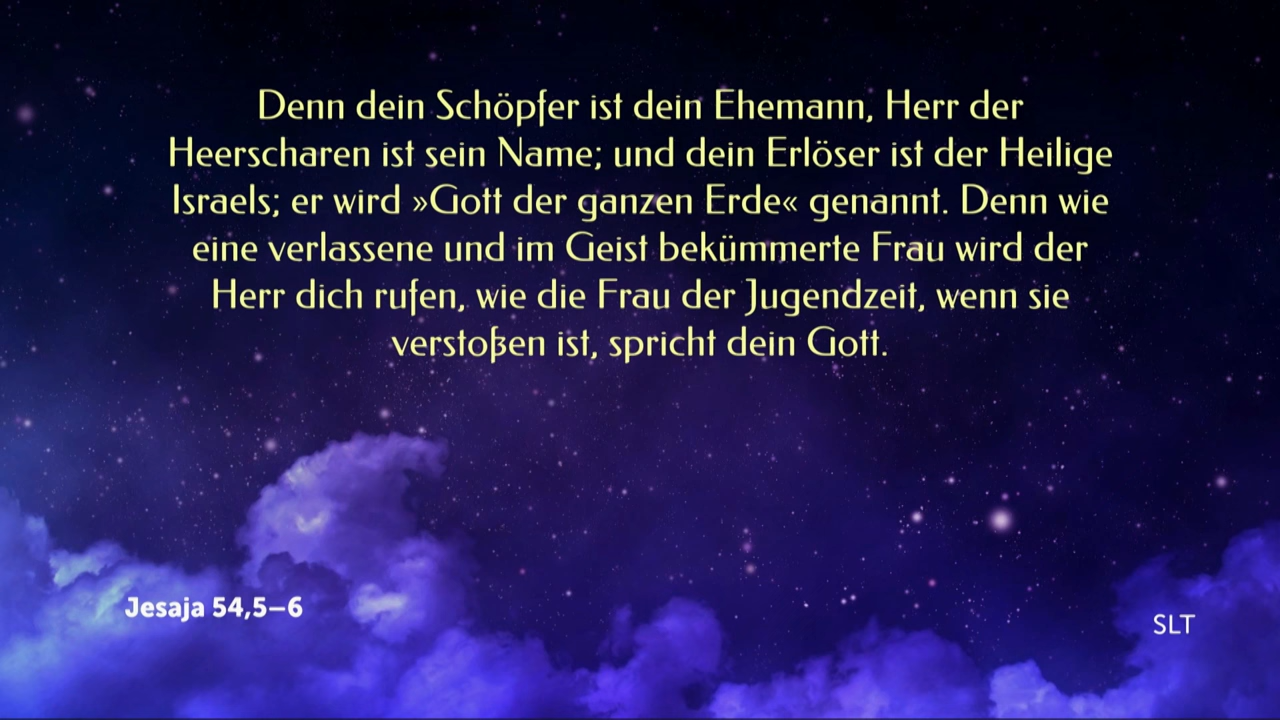 Denn dein Schöpfer ist dein Ehemann, Herr der
Heerscharen ist sein Name; und dein Erlöser ist der Heilige
Israels; er wird »Gott der ganzen Erde« genannt. Denn wie
eine verlassene und im Geist bekümmerte Frau wird der
Herr dich rufen, wie die Frau der Jugendzeit, wenn sie
verstoßen ist, spricht dein Gott.
Jesaja 54,5–6
SLT